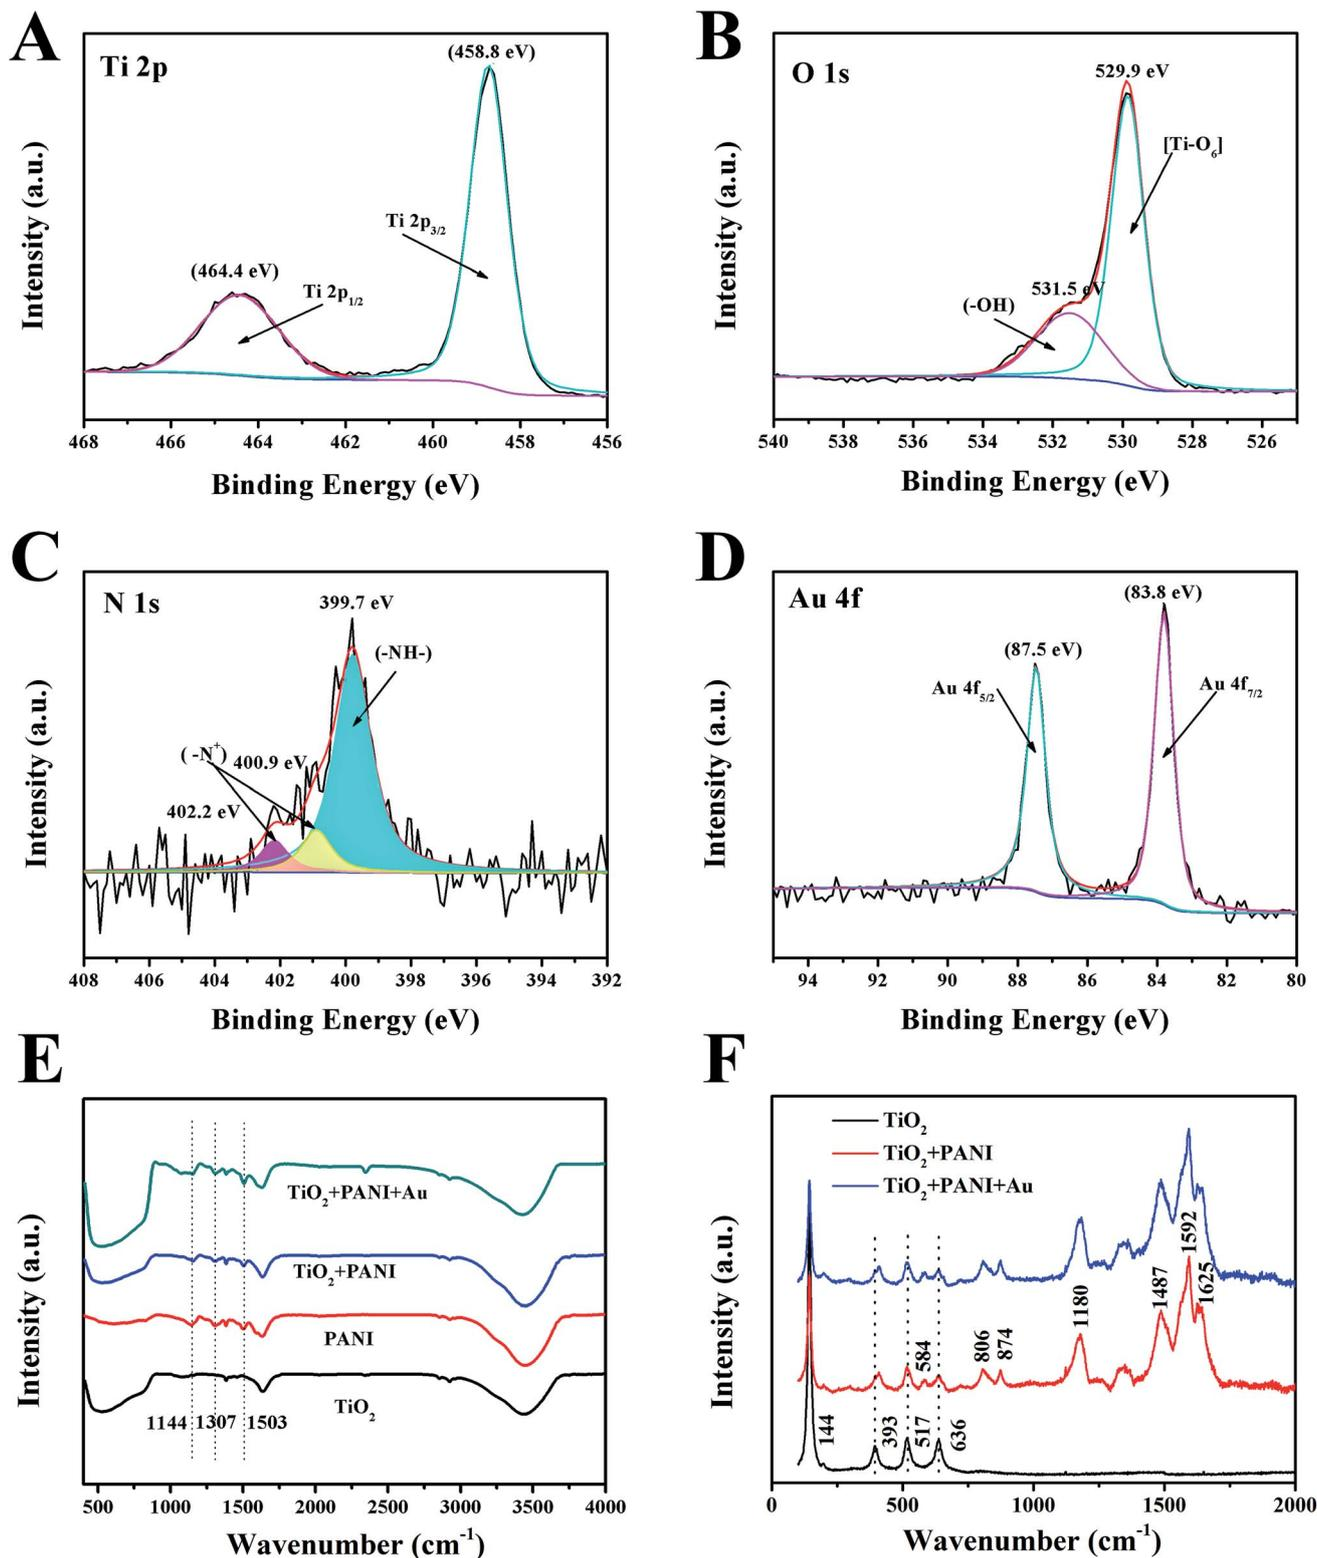 A
Ti 2p
(458.8 eV)
Ti 2p3/2
(464.4 eV)
Ti 2p1/2
Intensity (a.u.)
468 466 464 462 460 458 456
Binding Energy (eV)
B
O 1s
529.9 eV
[Ti-O6]
531.5 eV
(-OH)
Intensity (a.u.)
540 538 536 534 532 530 528 526
Binding Energy (eV)
C
N 1s
399.7 eV
(-NH-)
( -N+)
400.9 eV
402.2 eV
Intensity (a.u.)
408 406 404 402 400 398 396 394 392
Binding Energy (eV)
D
Au 4f
(83.8 eV)
(87.5 eV)
Au 4f5/2
Au 4f7/2
Intensity (a.u.)
94 92 90 88 86 84 82 80
Binding Energy (eV)
E
TiO2+PANI+Au
TiO2+PANI
PANI
TiO2
1144 1307 1503
Intensity (a.u.)
500 1000 1500 2000 2500 3000 3500 4000
Wavenumber (cm-1)
F
TiO2
TiO2+PANI
TiO2+PANI+Au
144
393
517
584
636
806
874
1180
1487
1592
1625
Intensity (a.u.)
0 500 1000 1500 2000
Wavenumber (cm-1)